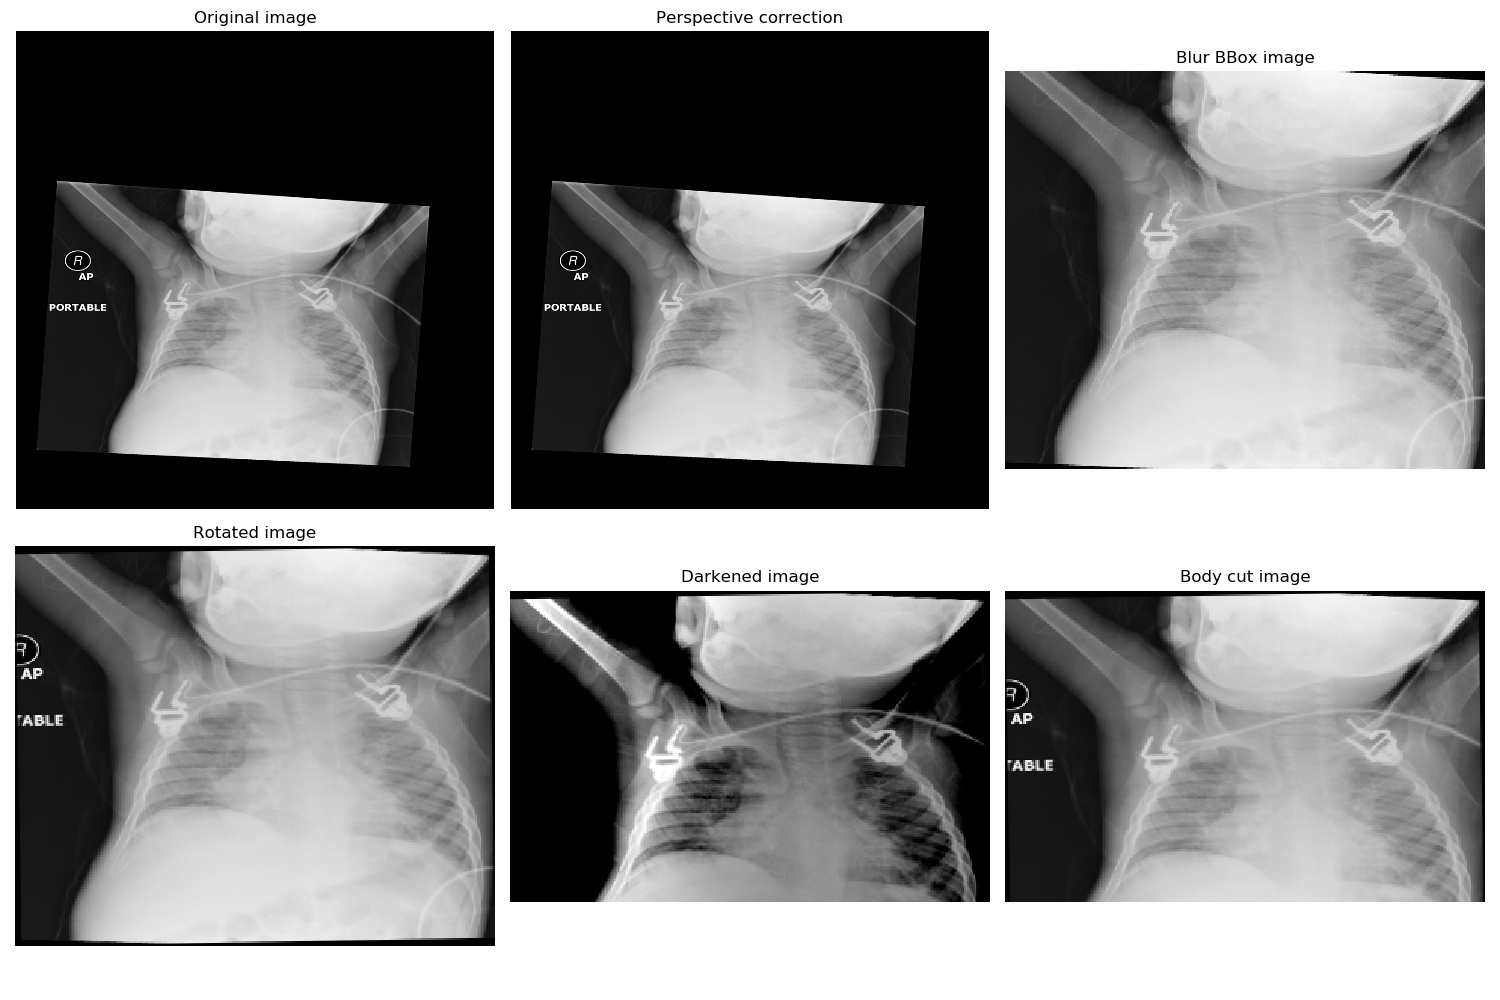 Original image
Perspective correction
Blur BBox image
R
AP
PORTABLE
R
AP
PORTABLE
Rotated image
Darkened image
Body cut image
R
AP
TABLE
R
AP
TABLE